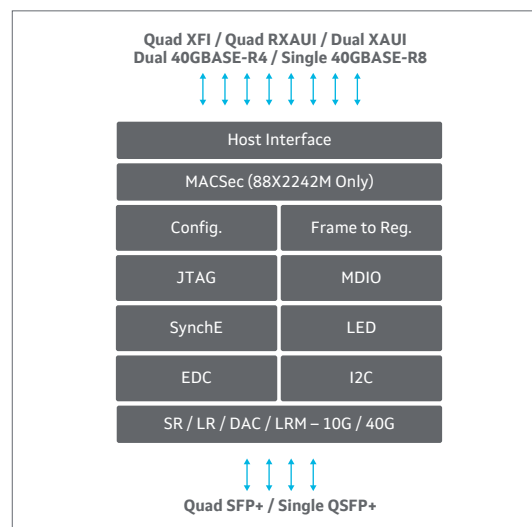 Quad XFI / Quad RXAUI / Dual XAUI
Dual 40GBASE-R4 / Single 40GBASE-R8
Host Interface
MACSec (88X2242M Only)
Config.
Frame to Reg.
JTAG
MDIO
SynchE
LED
EDC
I2C
SR / LR / DAC / LRM – 10G / 40G
Quad SFP+ / Single QSFP+